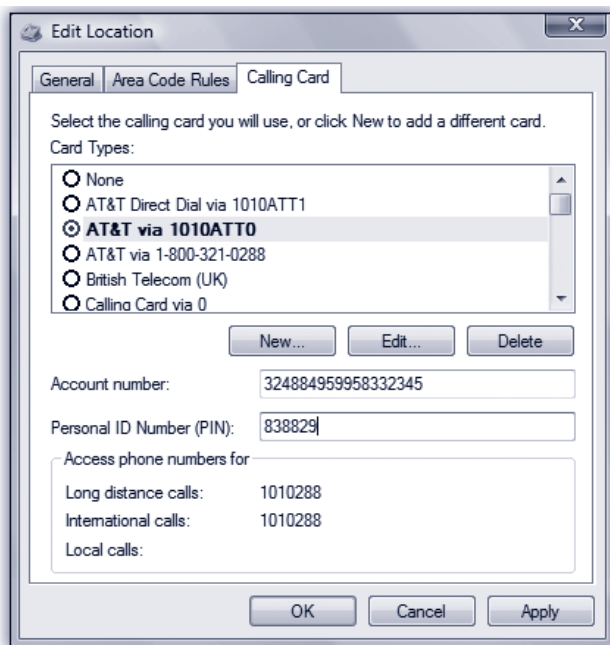 Edit Location
General Area Code Rules Calling Card
Select the calling card you will use, or click New to add a different card.
Card Types:
None
AT&T Direct Dial via 1010ATT1
AT&T via 1010ATT0
AT&T via 1-800-321-0288
British Telecom (UK)
Calling Card via 0
New... Edit... Delete
Account number: 324884959958332345
Personal ID Number (PIN): 838829
Access phone numbers for
Long distance calls: 1010288
International calls: 1010288
Local calls:
OK Cancel Apply